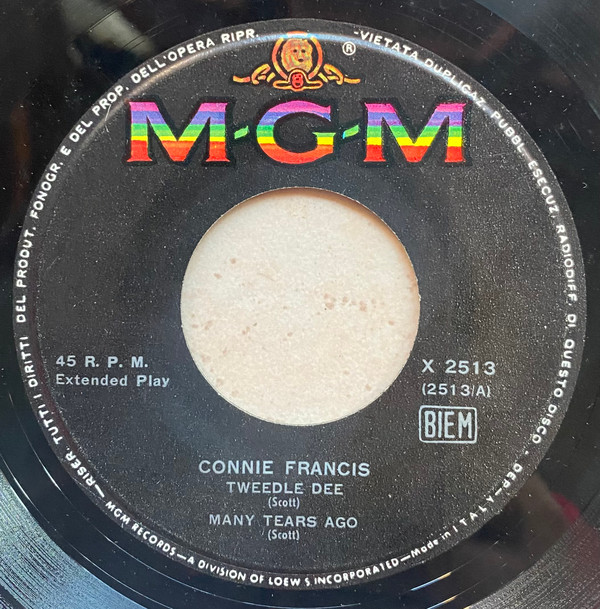 —RISER. TUTTI I DIRITTI DEL PRODUT. FONOGR. E DEL PROP. DELL'OPERA RIPR.
-VIETATA DUPLICAZ. PUBBL. ESECUZ. RADIODIFF. DI QUESTO DISCO - DEP.—
®
M-G-M
45 R. P. M.
Extended Play
X 2513
(2513/A)
BIEM
CONNIE FRANCIS
TWEEDLE DEE
(Scott)
MANY TEARS AGO
(Scott)
MGM RECORDS—A DIVISION OF LOEW'S INCORPORATED—Made in ITALY